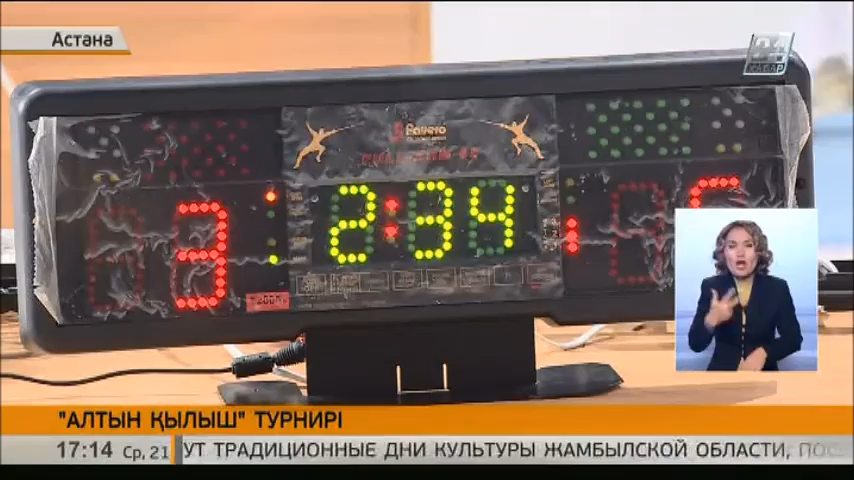 Астана
24
ХАБАР
Favero
3
2:34
"АЛТЫН ҚЫЛЫШ" ТУРНИРІ
17:14 Ср, 21
УТ ТРАДИЦИОННЫЕ ДНИ КУЛЬТУРЫ ЖАМБЫЛСКОЙ ОБЛАСТИ, ПОС